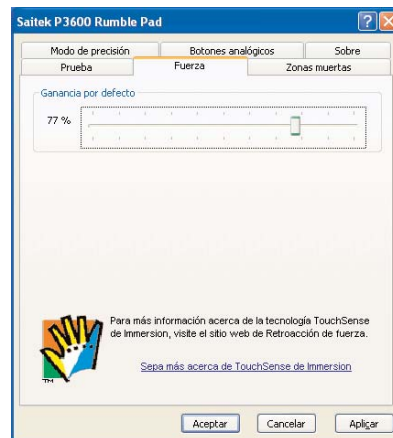 Saitek P3600 Rumble Pad
Modo de precisión Botones analógicos Sobre
Prueba Fuerza Zonas muertas
Ganancia por defecto
77 %
Para más información acerca de la tecnología TouchSense
de Immersion, visite el sitio web de Retroacción de fuerza.
Sepa más acerca de TouchSense de Immersion
TM
Aceptar Cancelar Aplicar